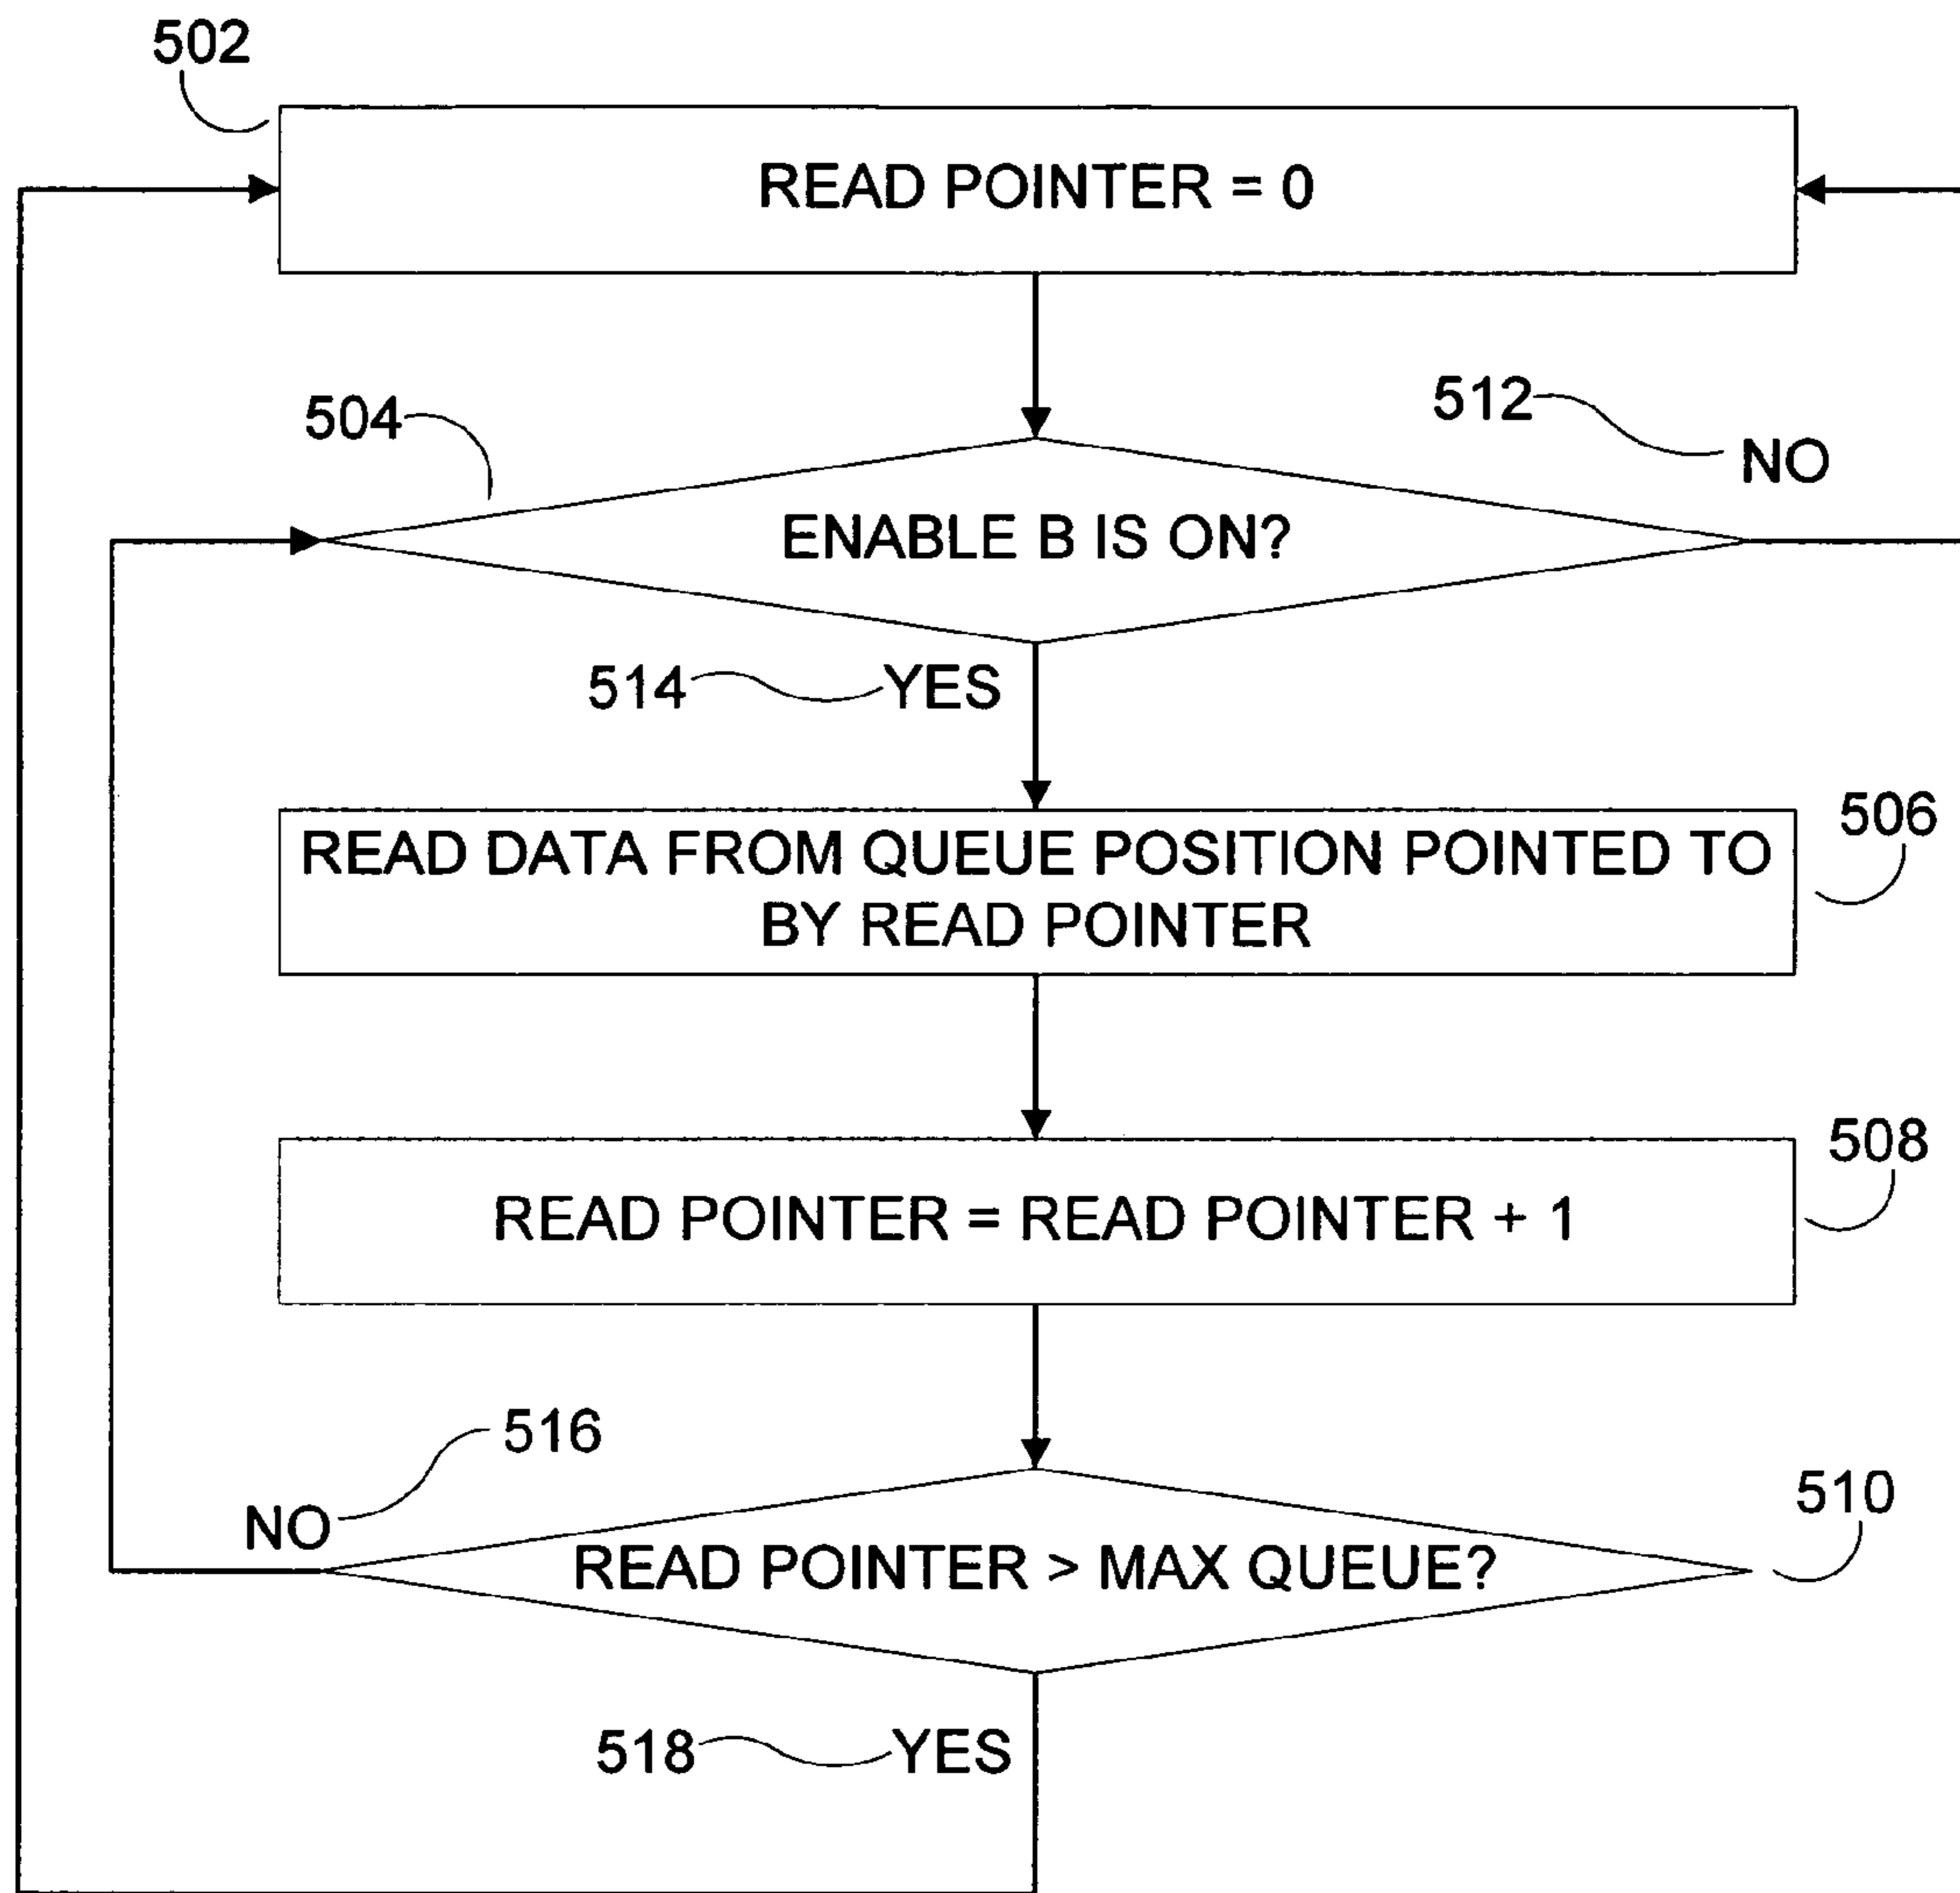 502
READ POINTER = 0
504
ENABLE B IS ON?
512
NO
514
YES
READ DATA FROM QUEUE POSITION POINTED TO
BY READ POINTER
506
READ POINTER = READ POINTER + 1
508
516
NO
READ POINTER > MAX QUEUE?
510
518
YES